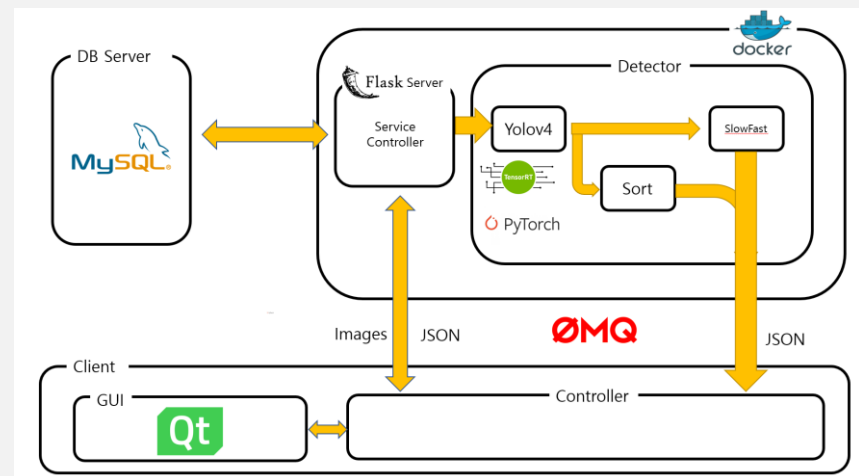 DB Server
MySQL®
docker
Flask Server
Service
Controller
Detector
Yolov4
SlowFast
TensorRT
Sort
PyTorch
Images
JSON
ØMQ
JSON
Client
GUI
Qt
Controller